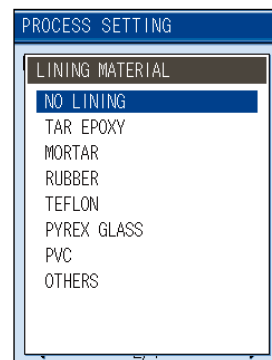 PROCESS SETTING
LINING MATERIAL
NO LINING
TAR EPOXY
MORTAR
RUBBER
TEFLON
PYREX GLASS
PVC
OTHERS